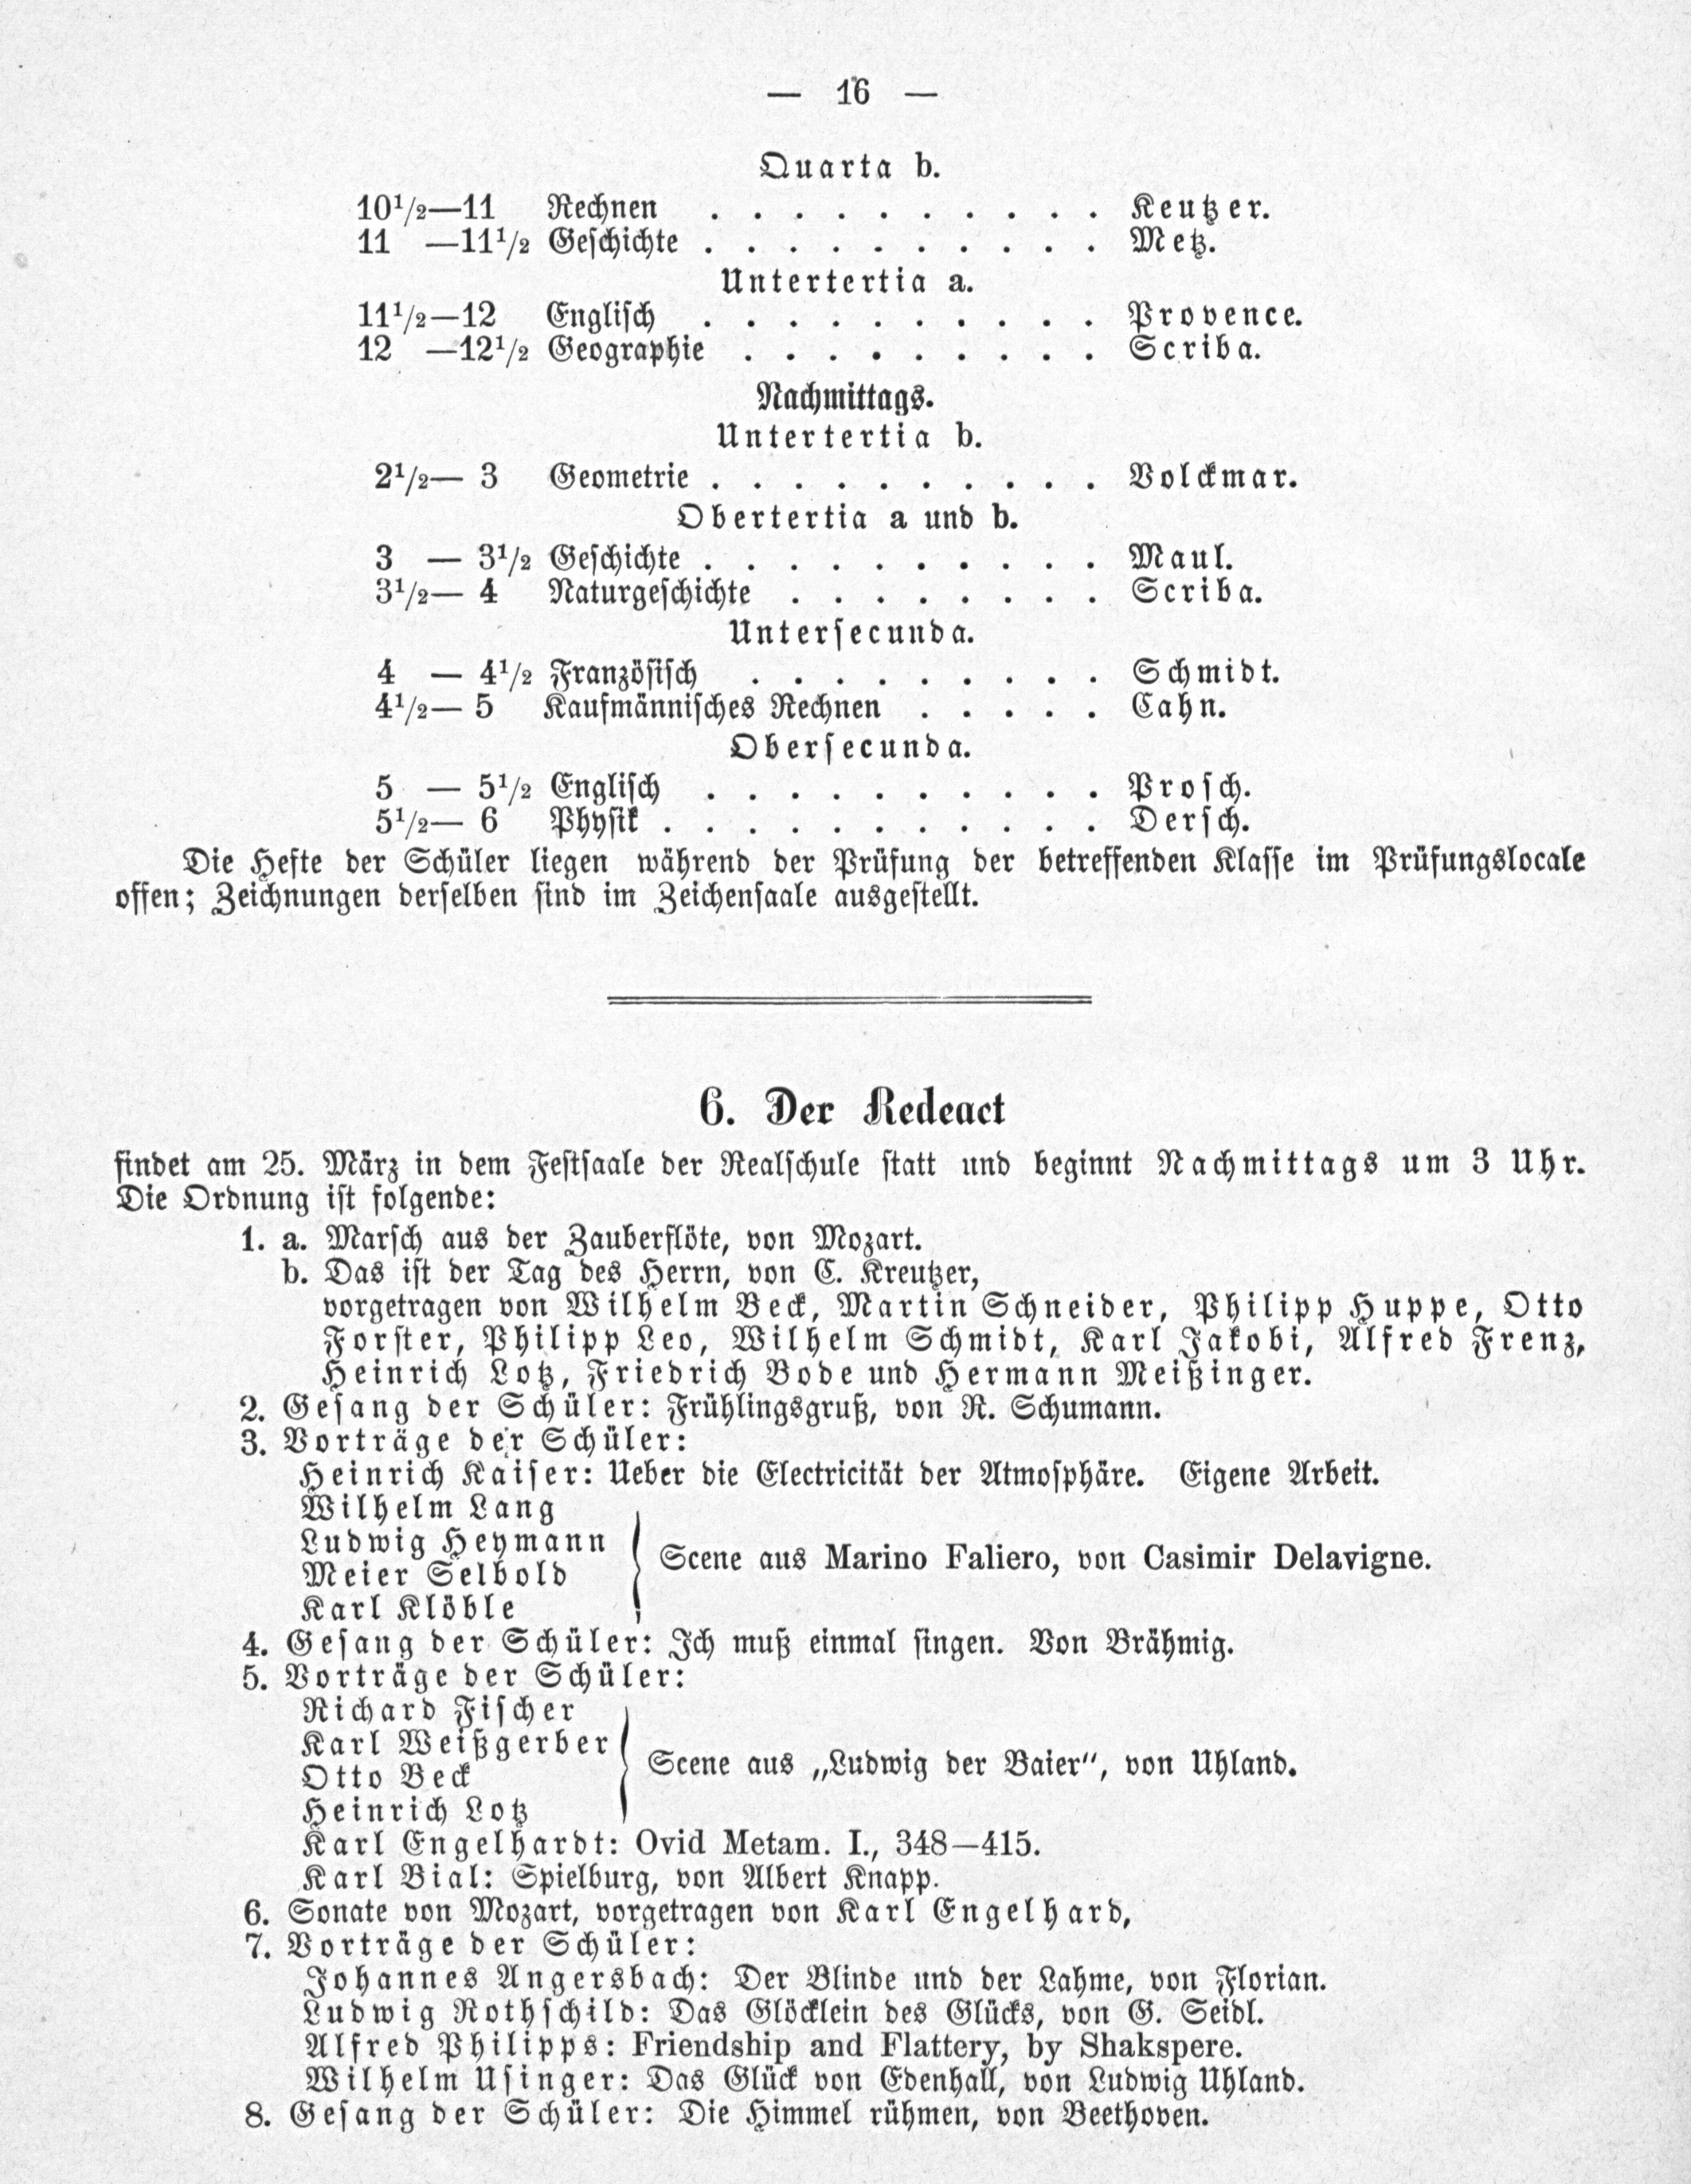 — 16 —
Quarta b.
10½—11 Rechnen . . . . . . . . . . Keutzer.
11 —11½ Geschichte . . . . . . . . . . Metz.
Untertertia a.
11½—12 Englisch . . . . . . . . . . Provence.
12 —12½ Geographie . . . . . . . . . Scriba.
Nachmittags.
Untertertia b.
2½— 3 Geometrie . . . . . . . . . . Volckmar.
Obertertia a und b.
3 — 3½ Geschichte . . . . . . . . . . Maul.
3½— 4 Naturgeschichte . . . . . . . . Scriba.
Untersecunda.
4 — 4½ Französisch . . . . . . . . . Schmidt.
4½— 5 Kaufmännisches Rechnen . . . . . Cahn.
Obersecunda.
5 — 5½ Englisch . . . . . . . . . . Prosch.
5½— 6 Physik . . . . . . . . . . . Dersch.
Die Hefte der Schüler liegen während der Prüfung der betreffenden Klasse im Prüfungslocale
offen; Zeichnungen derselben sind im Zeichensaale ausgestellt.
6. Der Redeact
findet am 25. März in dem Festsaale der Realschule statt und beginnt Nachmittags um 3 Uhr.
Die Ordnung ist folgende:
1. a. Marsch aus der Zauberflöte, von Mozart.
b. Das ist der Tag des Herrn, von C. Kreutzer,
vorgetragen von Wilhelm Beck, Martin Schneider, Philipp Huppe, Otto
Forster, Philipp Leo, Wilhelm Schmidt, Karl Jakobi, Alfred Frenz,
Heinrich Lotz, Friedrich Bode und Hermann Meißinger.
2. Gesang der Schüler: Frühlingsgruß, von R. Schumann.
3. Vorträge der Schüler:
Heinrich Kaiser: Ueber die Electricität der Atmosphäre. Eigene Arbeit.
Wilhelm Lang
Ludwig Heymann
Meier Selbold
Karl Klöble
Scene aus Marino Faliero, von Casimir Delavigne.
4. Gesang der Schüler: Ich muß einmal singen. Von Brähmig.
5. Vorträge der Schüler:
Richard Fischer
Karl Weißgerber
Otto Beck
Heinrich Lotz
Scene aus „Ludwig der Baier“, von Uhland.
Karl Engelhardt: Ovid Metam. I., 348—415.
Karl Bial: Spielburg, von Albert Knapp.
6. Sonate von Mozart, vorgetragen von Karl Engelhard,
7. Vorträge der Schüler:
Johannes Angersbach: Der Blinde und der Lahme, von Florian.
Ludwig Rothschild: Das Glöcklein des Glücks, von G. Seidl.
Alfred Philipps: Friendship and Flattery, by Shakspere.
Wilhelm Usinger: Das Glück von Edenhall, von Ludwig Uhland.
8. Gesang der Schüler: Die Himmel rühmen, von Beethoven.